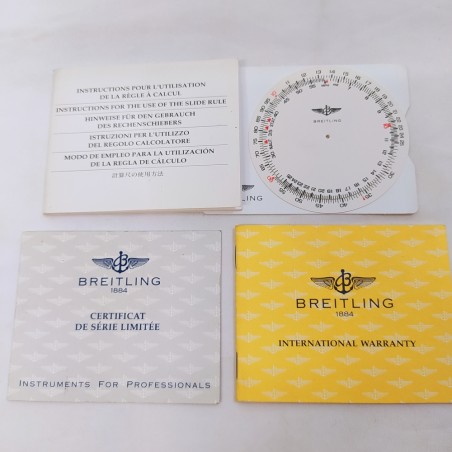 INSTRUCTIONS POUR L'UTILISATION
DE LA RÈGLE À CALCUL
INSTRUCTIONS FOR THE USE OF THE SLIDE RULE
HINWEISE FÜR DEN GEBRAUCH
DES RECHENSCHIEBERS
ISTRUZIONI PER L'UTILIZZO
DEL REGOLO CALCOLATORE
MODO DE EMPLEO PARA LA UTILIZACIÓN
DE LA REGLA DE CÁLCULO
計算尺の使用方法
BREITLING
1884
CERTIFICAT
DE SÉRIE LIMITÉE
INSTRUMENTS FOR PROFESSIONALS
BREITLING
1884
INTERNATIONAL WARRANTY